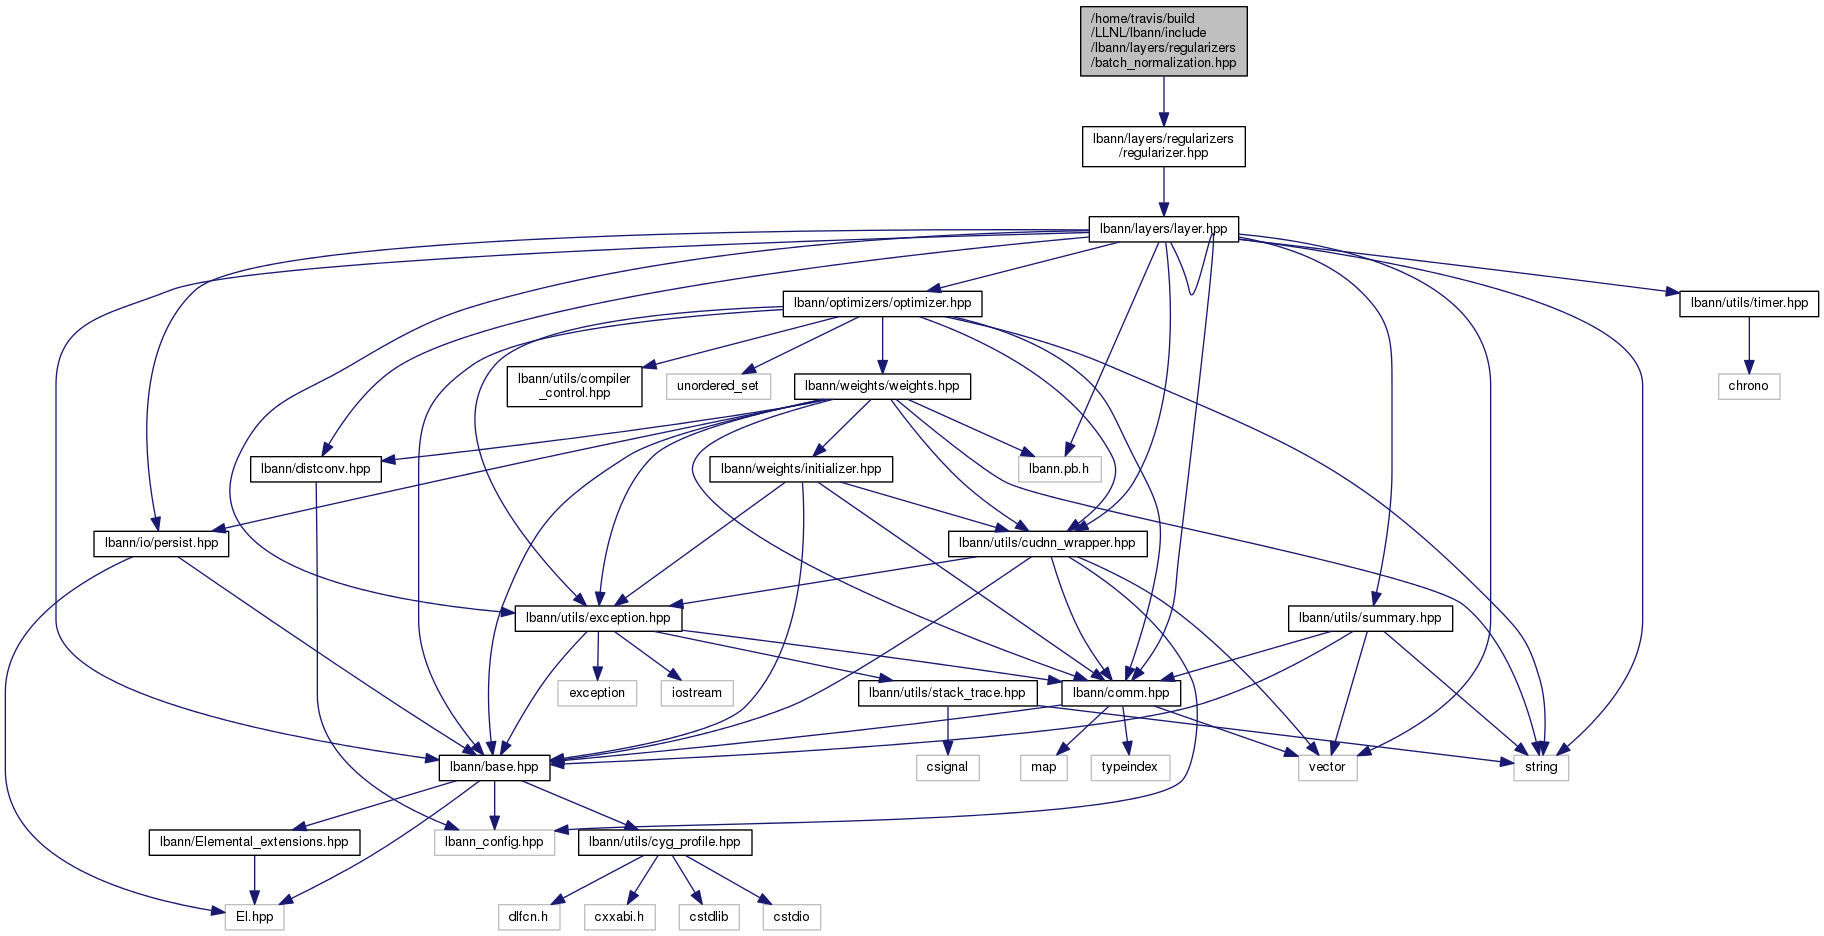 /home/travis/build
/LLNL/lbann/include
/lbann/layers/regularizers
/batch_normalization.hpp
lbann/layers/regularizers
/regularizer.hpp
lbann/layers/layer.hpp
lbann/optimizers/optimizer.hpp
lbann/utils/timer.hpp
lbann/utils/compiler
_control.hpp
unordered_set
lbann/weights/weights.hpp
chrono
lbann/distconv.hpp
lbann/weights/initializer.hpp
lbann.pb.h
lbann/io/persist.hpp
lbann/utils/cudnn_wrapper.hpp
lbann/utils/exception.hpp
lbann/utils/summary.hpp
exception
iostream
lbann/utils/stack_trace.hpp
lbann/comm.hpp
lbann/base.hpp
csignal
map
typeindex
vector
string
lbann/Elemental_extensions.hpp
lbann_config.hpp
lbann/utils/cyg_profile.hpp
El.hpp
dlfcn.h
cxxabi.h
cstdlib
cstdio